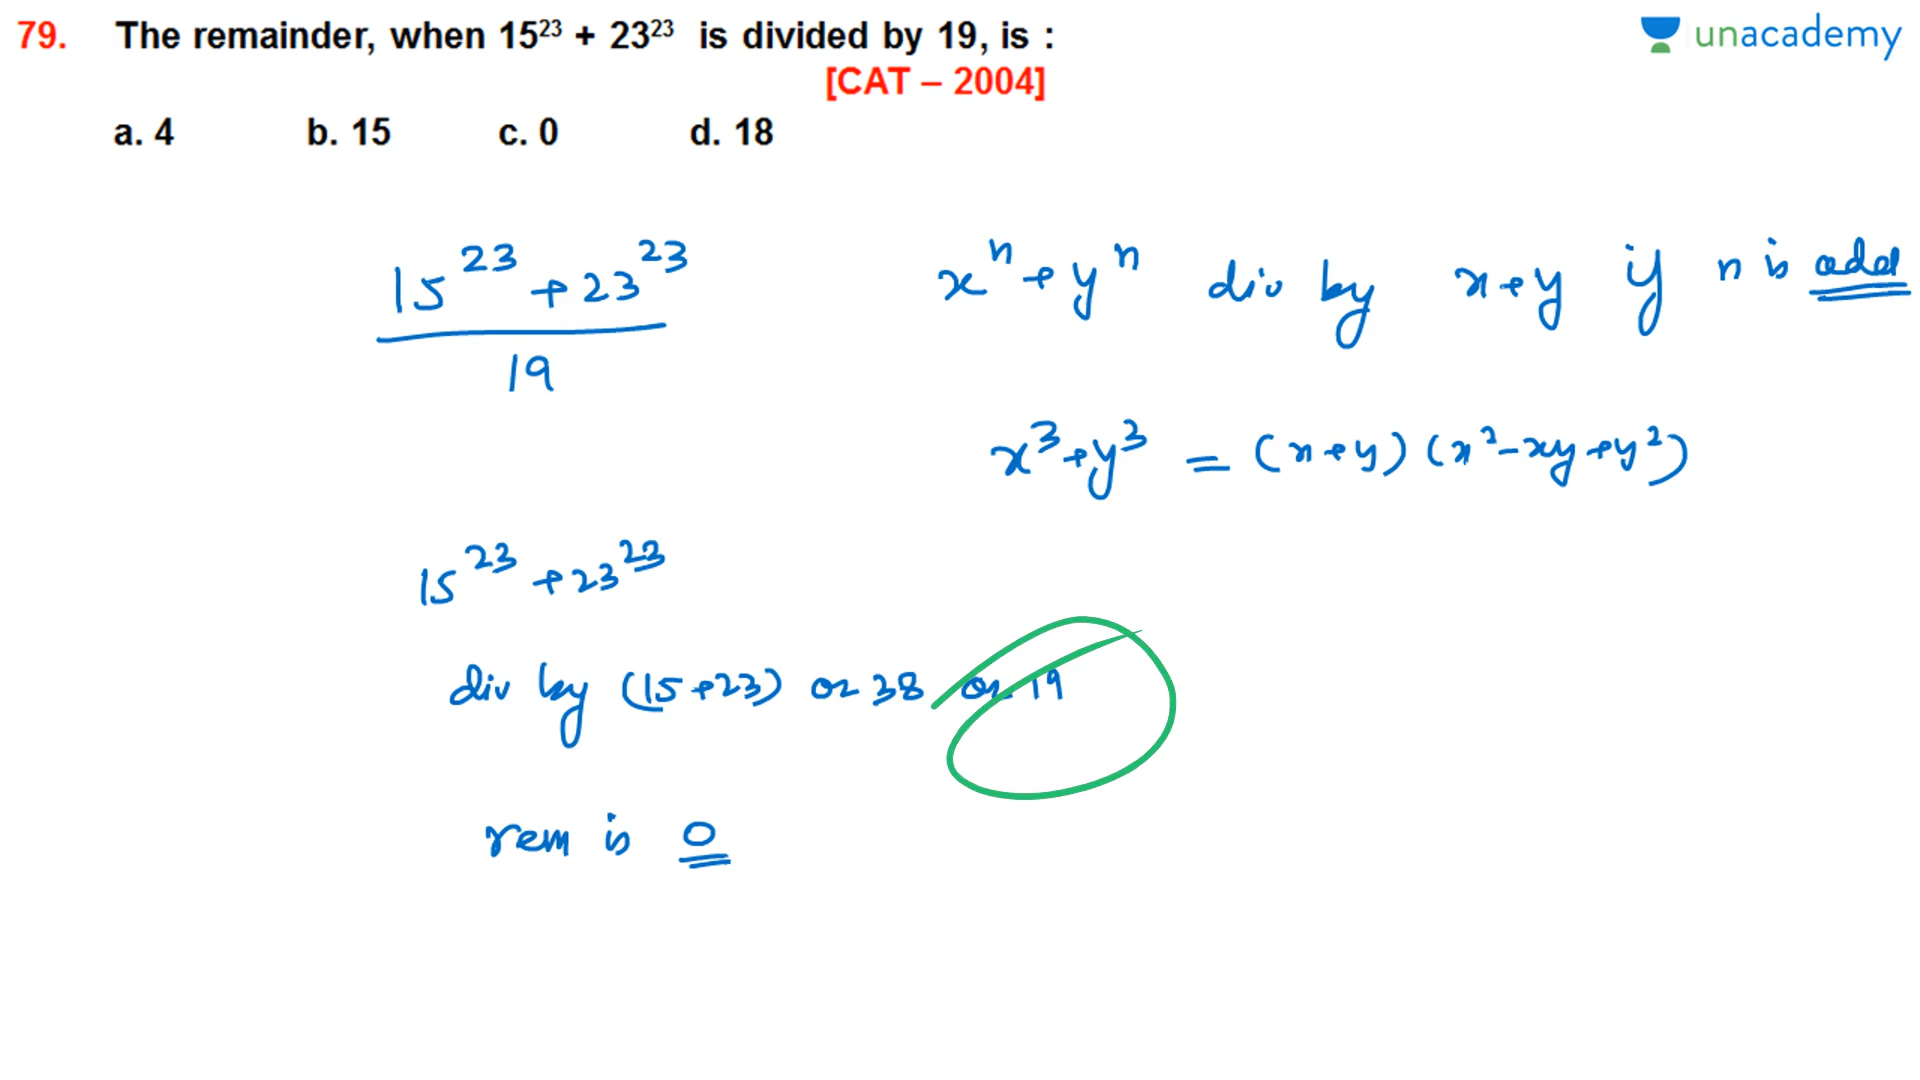 79. The remainder, when 15²³ + 23²³ is divided by 19, is :
unacademy
[CAT – 2004]
a. 4 b. 15 c. 0 d. 18
15²³ + 23²³
19
xⁿ + yⁿ div by x+y if n is odd
x³+y³ = (x+y) (x²-xy+y²)
15²³ + 23²³
div by (15+23) or 38 or 19
rem is 0